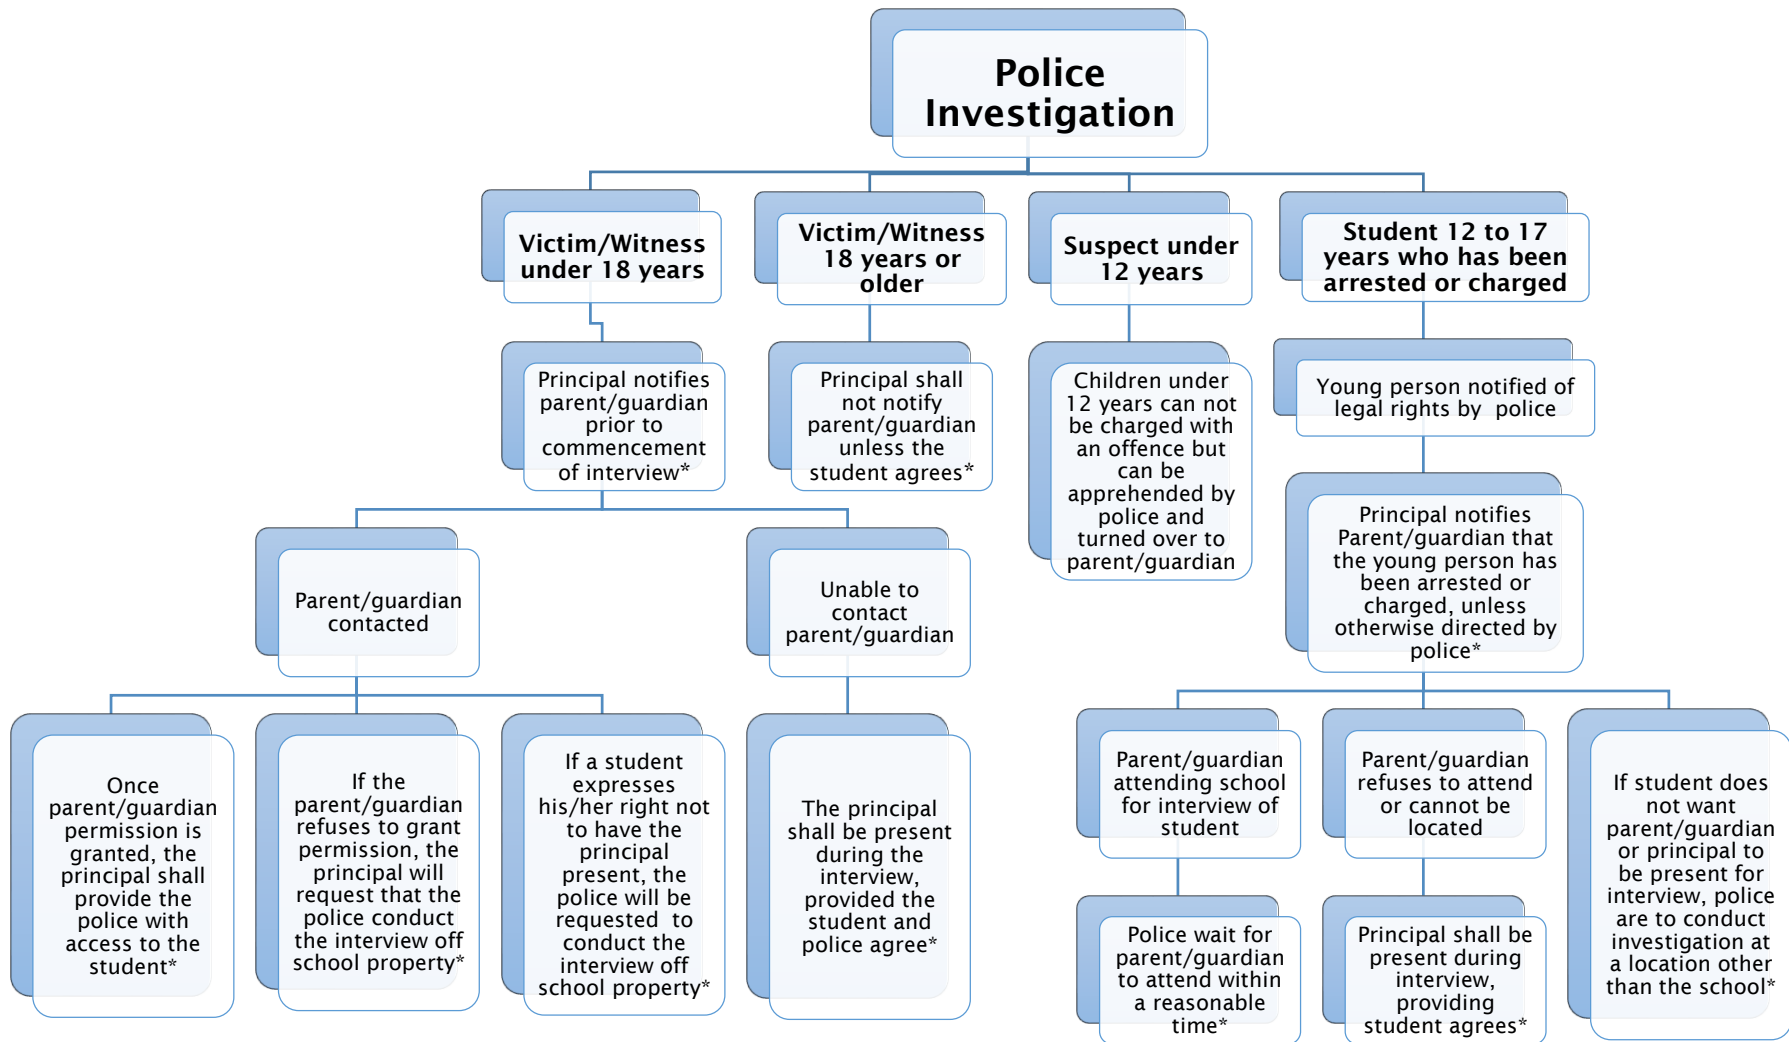 Police
Investigation
Victim/Witness
under 18 years
Victim/Witness
18 years or
older
Suspect under
12 years
Student 12 to 17
years who has been
arrested or charged
Principal notifies
parent/guardian
prior to
commencement
of interview*
Principal shall
not notify
parent/guardian
unless the
student agrees*
Children under
12 years can not
be charged with
an offence but
can be
apprehended by
police and
turned over to
parent/guardian
Young person notified of
legal rights by police
Principal notifies
Parent/guardian that
the young person has
been arrested or
charged, unless
otherwise directed by
police*
Parent/guardian
contacted
Unable to
contact
parent/guardian
Once
parent/guardian
permission is
granted, the
principal shall
provide the
police with
access to the
student*
If the
parent/guardian
refuses to grant
permission, the
principal will
request that the
police conduct
the interview off
school property*
If a student
expresses
his/her right not
to have the
principal
present, the
police will be
requested to
conduct the
interview off
school property*
The principal
shall be present
during the
interview,
provided the
student and
police agree*
Parent/guardian
attending school
for interview of
student
Parent/guardian
refuses to attend
or cannot be
located
If student does
not want
parent/guardian
or principal to
be present for
interview, police
are to conduct
investigation at
a location other
than the school*
Police wait for
parent/guardian
to attend within
a reasonable
time*
Principal shall be
present during
interview,
providing
student agrees*